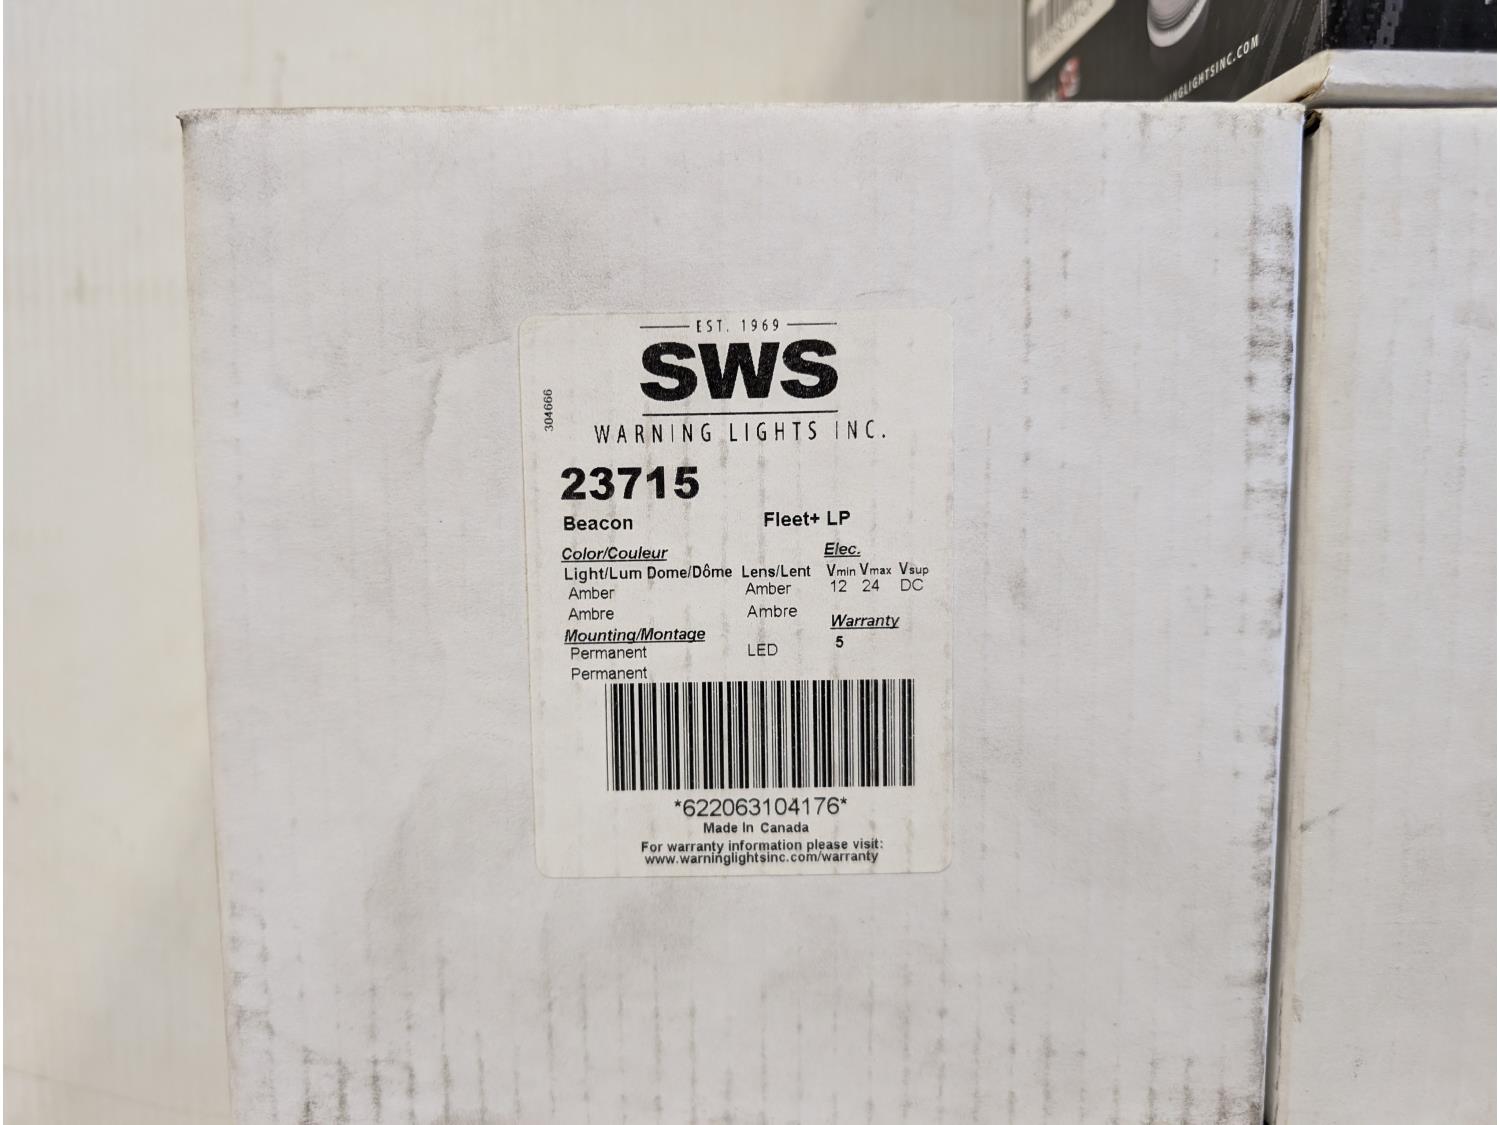 WARNINGLIGHTSINC.COM
EST. 1969
SWS
WARNING LIGHTS INC.
304666
23715
Beacon Fleet+ LP
Color/Couleur Elec.
Light/Lum Dome/Dôme Lens/Lent Vmin Vmax Vsup
Amber Amber 12 24 DC
Ambre Ambre
Mounting/Montage Warranty
Permanent LED 5
Permanent
*622063104176*
Made In Canada
For warranty information please visit:
www.warninglightsinc.com/warranty